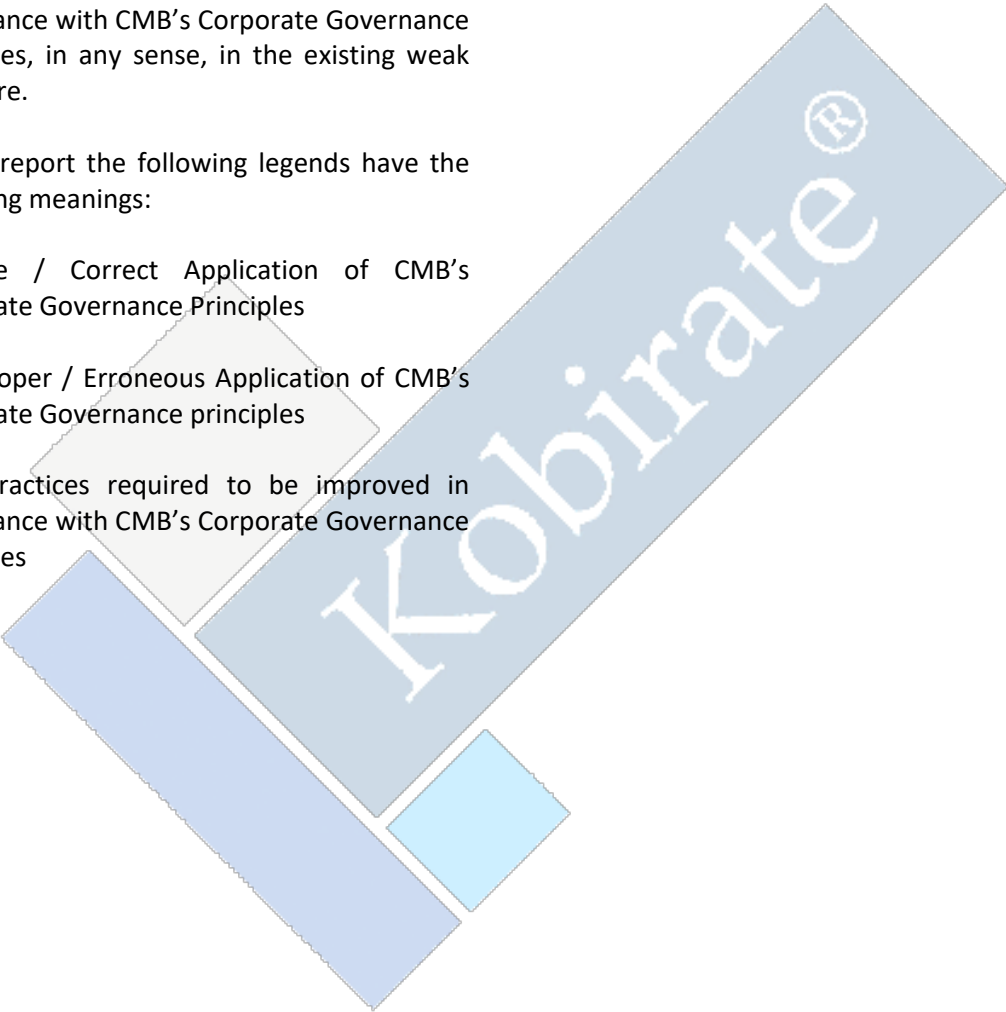 ance with CMB’s Corporate Governance
es, in any sense, in the existing weak
re.
report the following legends have the
ng meanings:
e / Correct Application of CMB’s
ate Governance Principles
oper / Erroneous Application of CMB’s
ate Governance principles
ractices required to be improved in
ance with CMB’s Corporate Governance
es
Kobirate ®